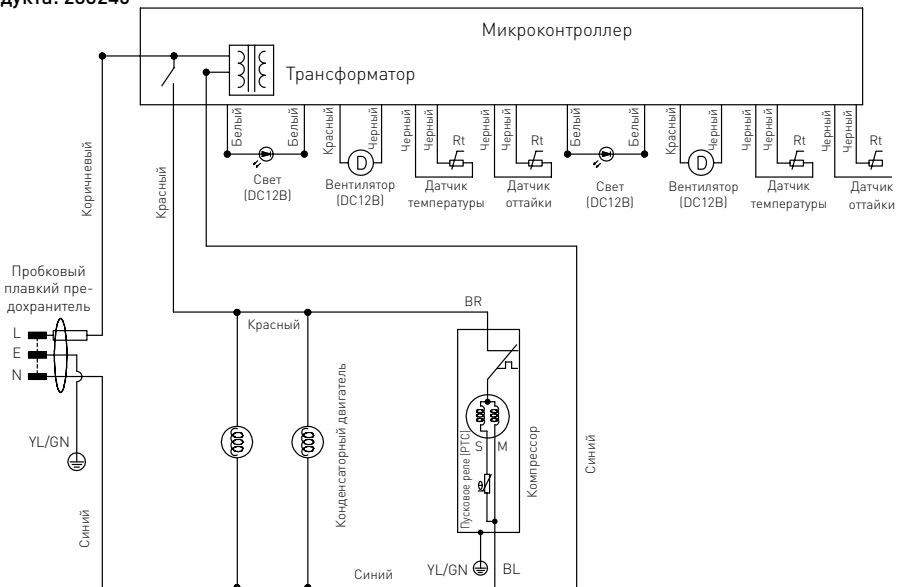 Микроконтроллер
Трансформатор
Белый
Белый
Красный
Черный
Черный
Черный
Черный
Черный
Белый
Белый
Красный
Черный
Черный
Черный
Черный
Черный
Rt
Rt
Rt
Rt
D
D
Свет
(DC12В)
Вентилятор
(DC12В)
Датчик
температуры
Датчик
оттайки
Свет
(DC12В)
Вентилятор
(DC12В)
Датчик
температуры
Датчик
оттайки
Коричневый
Красный
Пробковый
плавкий пре-
дохранитель
L
E
N
YL/GN
Синий
Красный
BR
Конденсаторный двигатель
S M
Пусковое реле (PTC)
Компрессор
Синий
YL/GN
BL
Синий